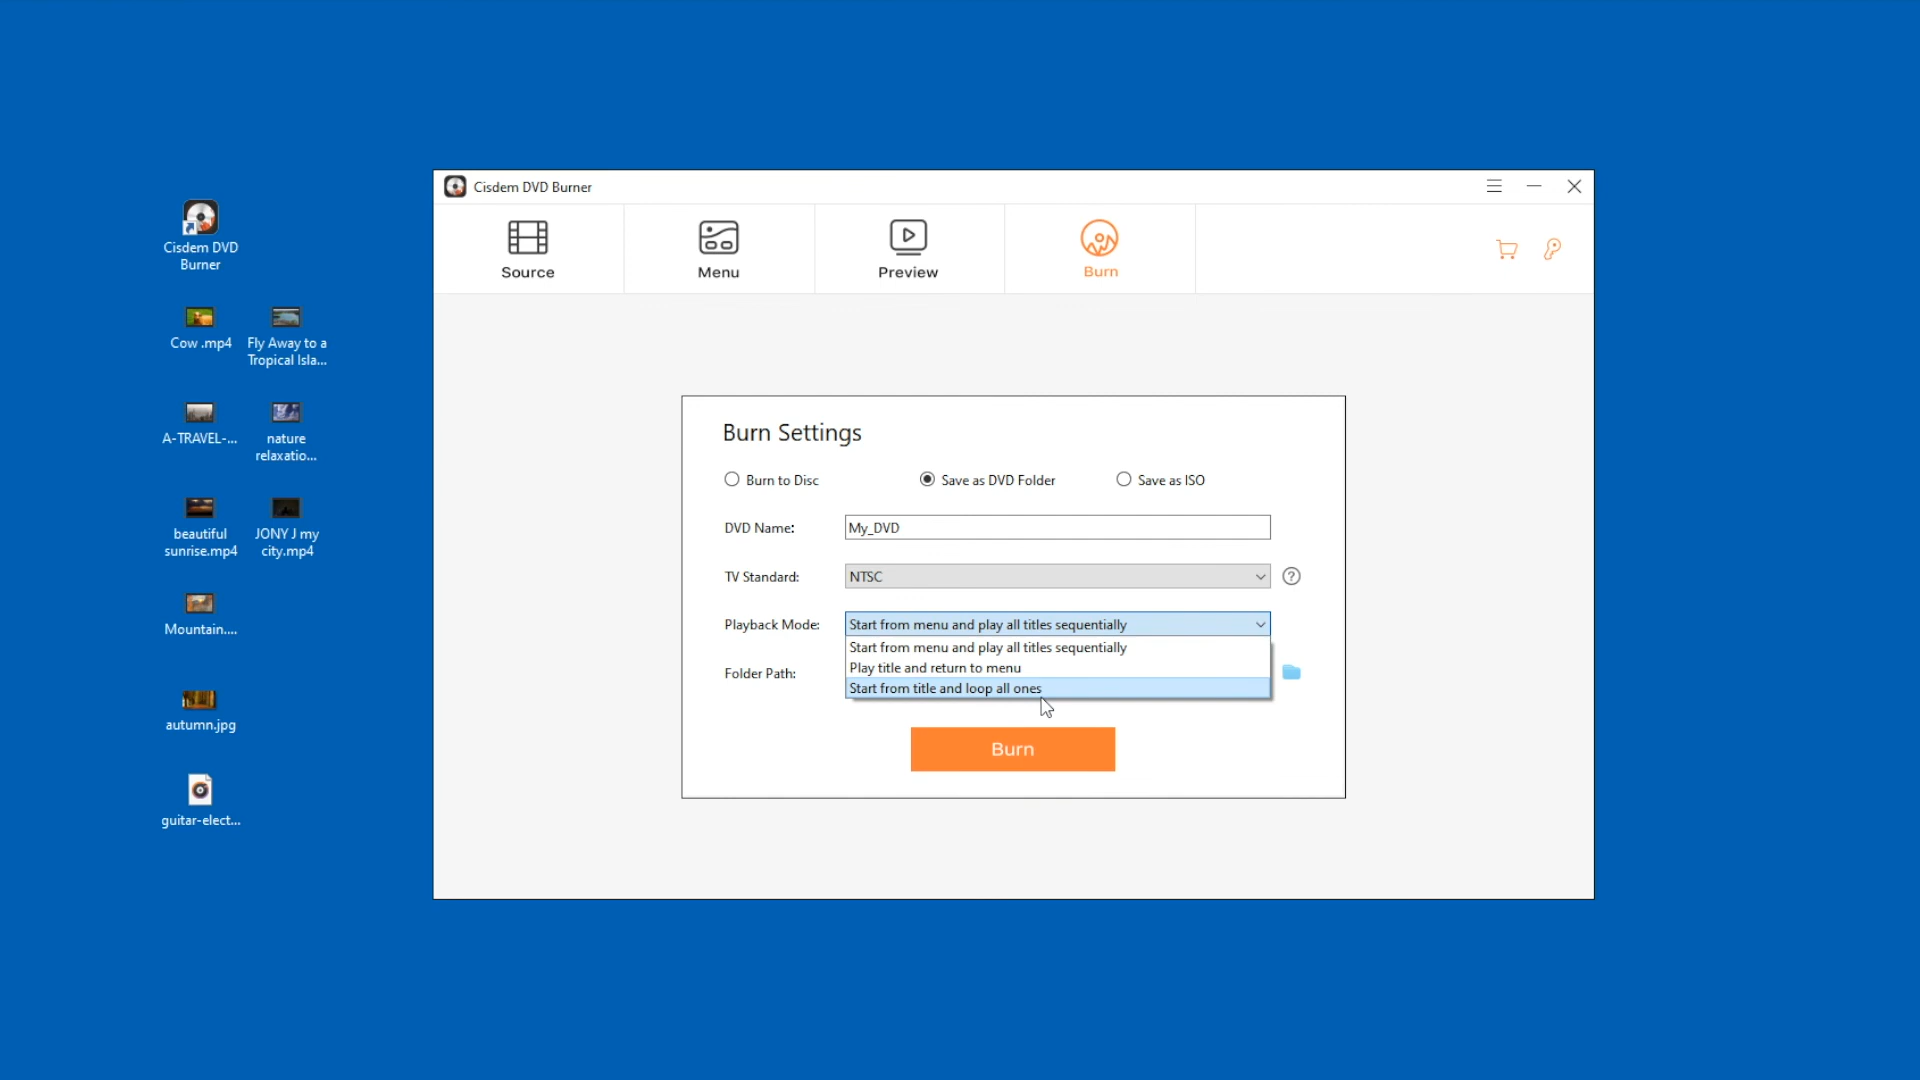 Cisdem DVD
Burner
Cow .mp4
Fly Away to a
Tropical Isla...
A-TRAVEL-...
nature
relaxatio...
beautiful
sunrise.mp4
JONY J my
city.mp4
Mountain....
autumn.jpg
guitar-elect...
Cisdem DVD Burner
Source
Menu
Preview
Burn
Burn Settings
Burn to Disc
Save as DVD Folder
Save as ISO
DVD Name:
My_DVD
TV Standard:
NTSC
?
Playback Mode:
Start from menu and play all titles sequentially
Start from menu and play all titles sequentially
Play title and return to menu
Folder Path:
Start from title and loop all ones
Burn